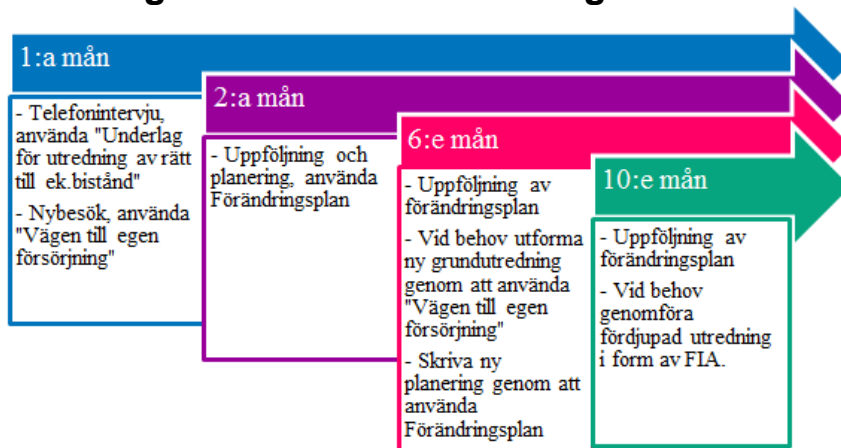 1:a mån
- Telefonintervju,
använda "Underlag
för utredning av rätt
till ek.bistånd"
- Nybesök, använda
"Vägen till egen
försörjning"
2:a mån
- Uppföljning och
planering, använda
Förändringsplan
6:e mån
- Uppföljning av
förändringsplan
- Vid behov utforma
ny grundutredning
genom att använda
"Vägen till egen
försörjning"
- Skriva ny
planering genom att
använda
Förändringsplan
10:e mån
- Uppföljning av
förändringsplan
- Vid behov
genomföra
fördjupad utredning
i form av FIA.